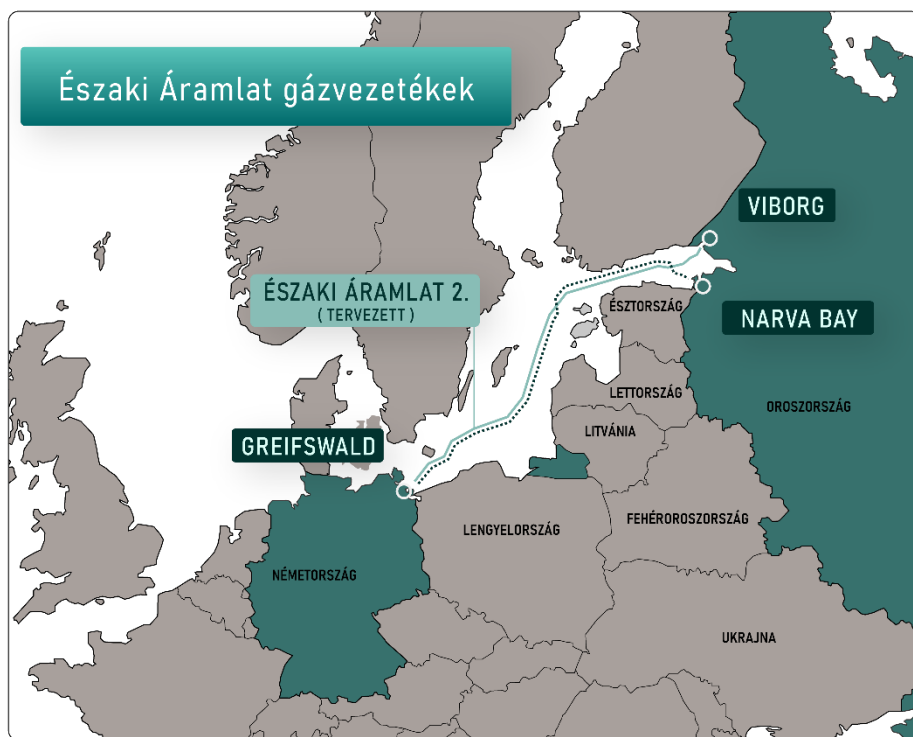 Északi Áramlat gázvezetékek
VIBORG
ÉSZAKI ÁRAMLAT 2.
( TERVEZETT )
ÉSZTORSZÁG
NARVA BAY
LETTORSZÁG
OROSZORSZÁG
LITVÁNIA
GREIFSWALD
FEHÉROROSZORSZÁG
LENGYELORSZÁG
NÉMETORSZÁG
UKRAJNA